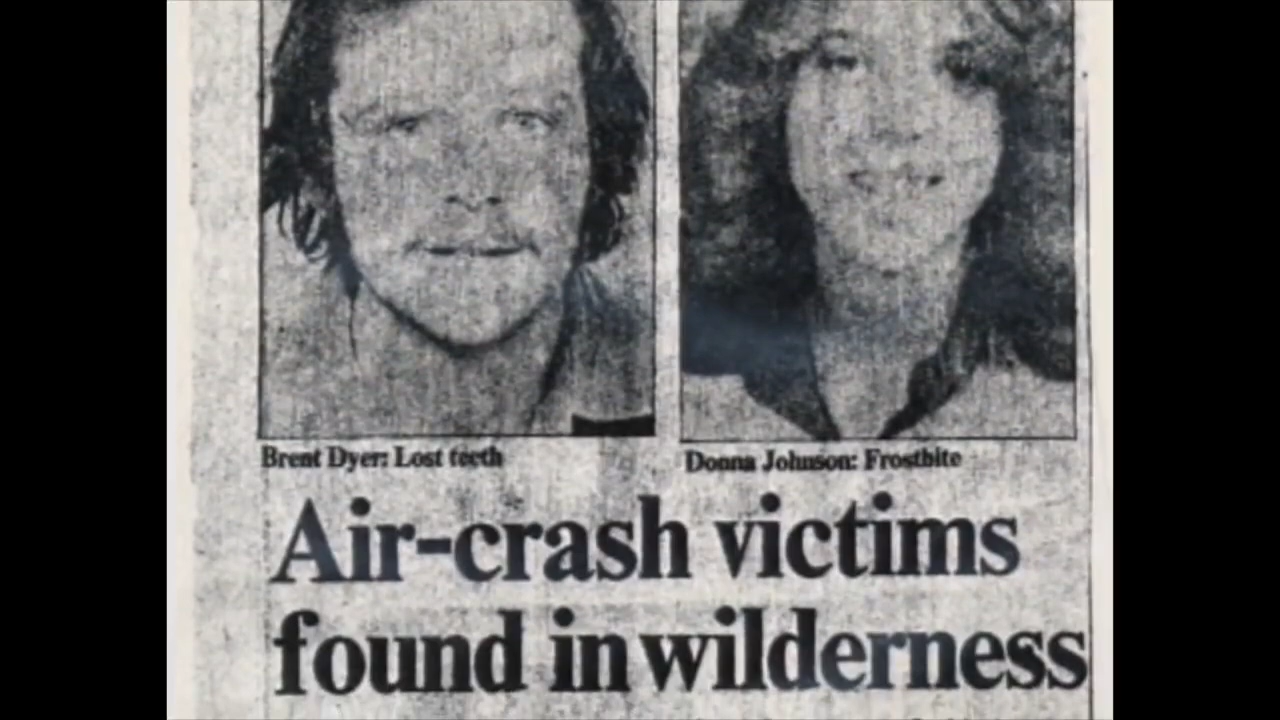 Brent Dyer: Lost teeth
Donna Johnson: Frostbite
Air-crash victims
found in wilderness